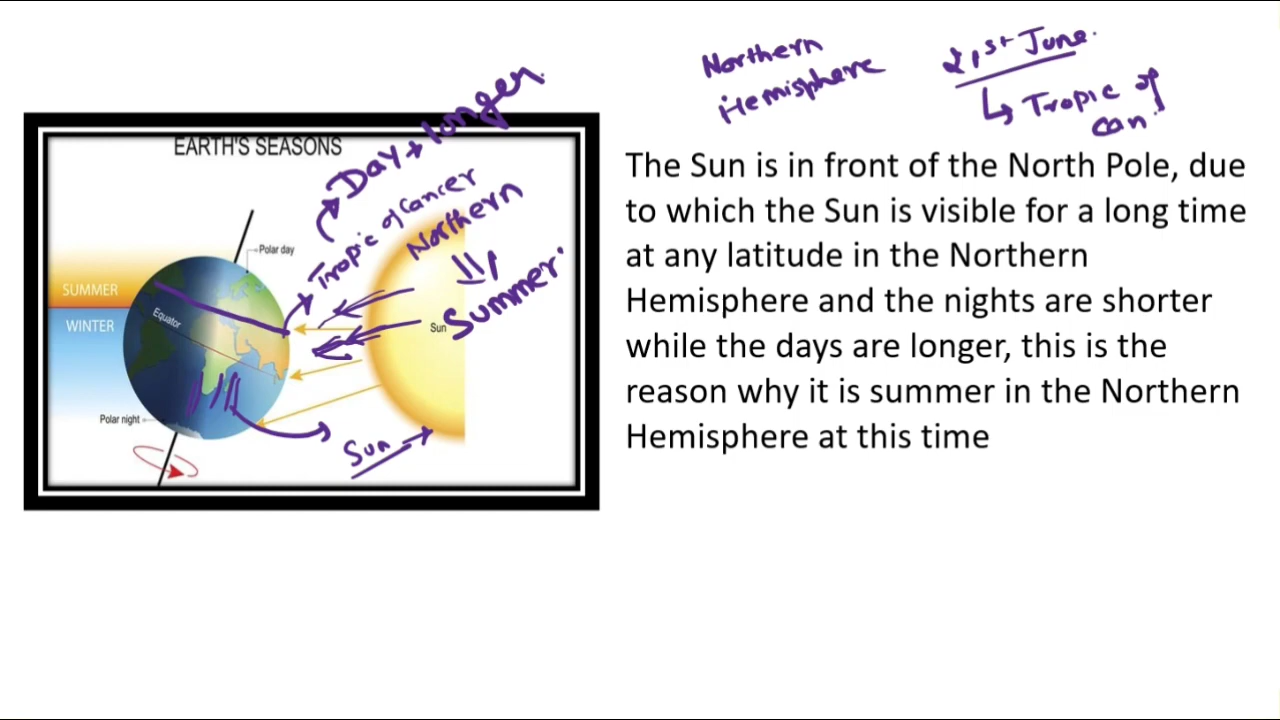 Northern
Hemisphere
21st June.
↳ Tropic of
can.
EARTH'S SEASONS
Day → longer.
Tropic of Cancer
Northern
Summer.
Polar day
SUMMER
WINTER
Equator
Sun
Polar night
Sun →
The Sun is in front of the North Pole, due
to which the Sun is visible for a long time
at any latitude in the Northern
Hemisphere and the nights are shorter
while the days are longer, this is the
reason why it is summer in the Northern
Hemisphere at this time